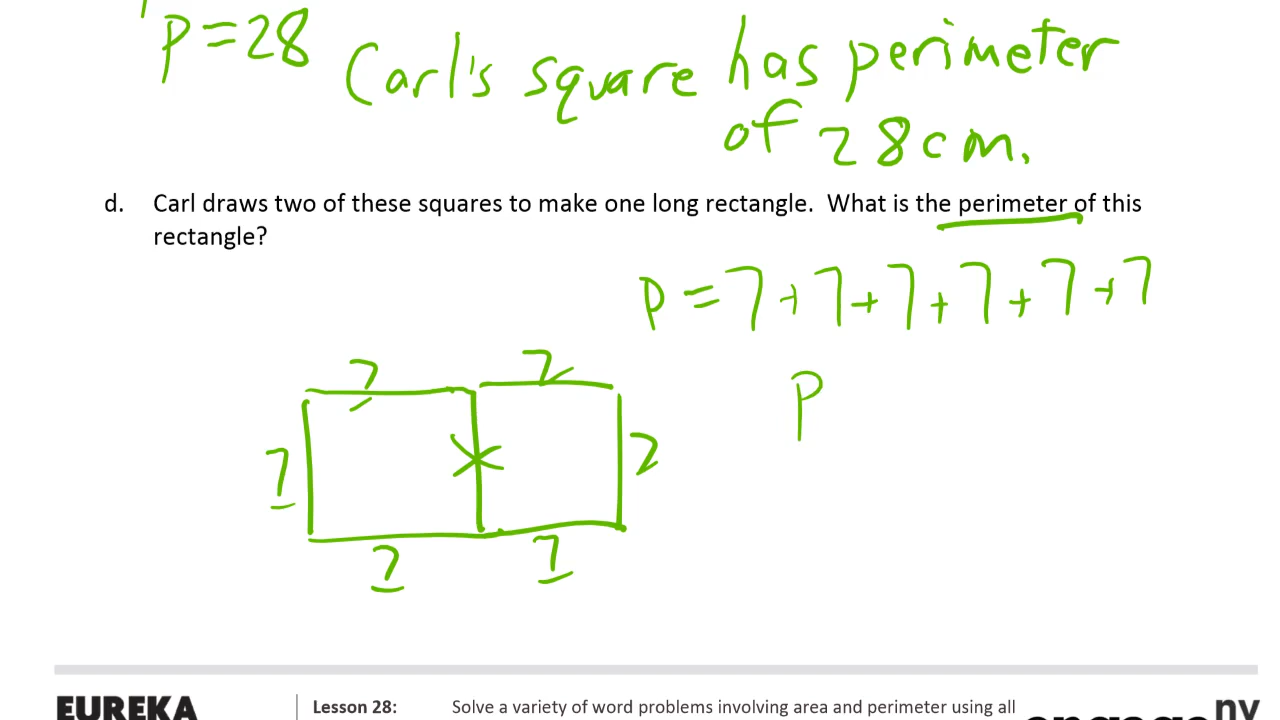 P=28 Carl's square has perimeter
of 28cm.
d. Carl draws two of these squares to make one long rectangle. What is the perimeter of this
rectangle?
P = 7+7+7+7+7+7
7 7
P
7 7
7 7
EUREKA Lesson 28: Solve a variety of word problems involving area and perimeter using all
engage ny